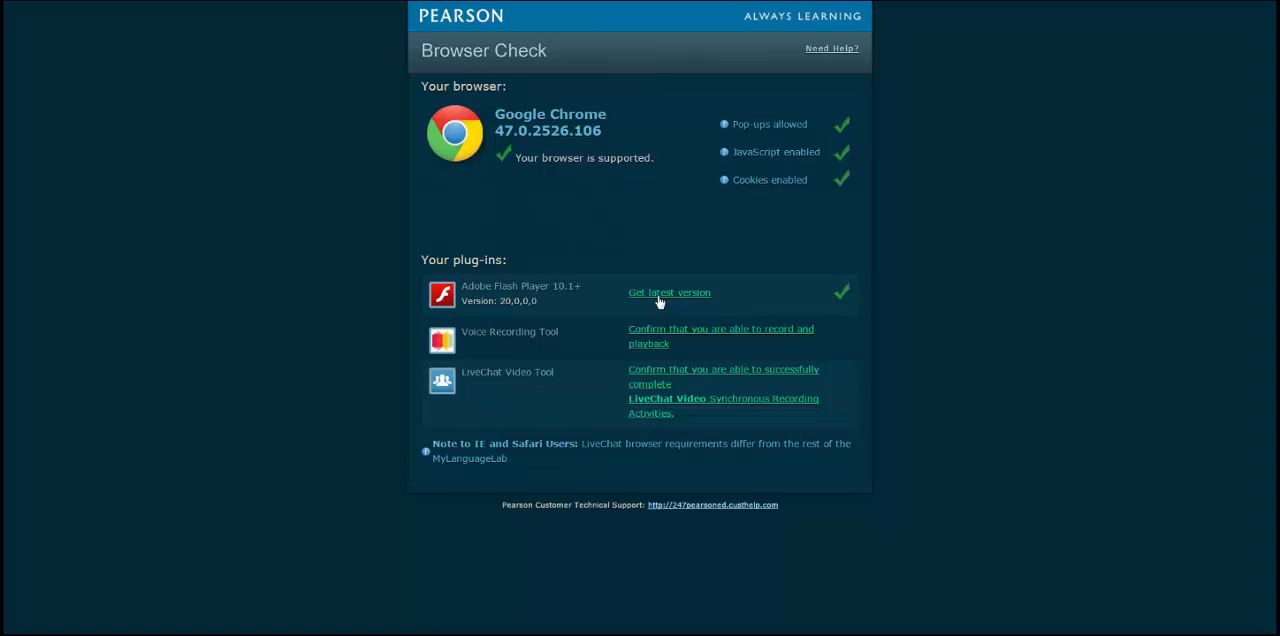 PEARSON
ALWAYS LEARNING
Browser Check
Need Help?
Your browser:
Google Chrome
47.0.2526.106
Your browser is supported.
Pop-ups allowed
JavaScript enabled
Cookies enabled
Your plug-ins:
Adobe Flash Player 10.1+
Version: 20,0,0,0
Get latest version
Voice Recording Tool
Confirm that you are able to record and
playback
LiveChat Video Tool
Confirm that you are able to successfully
complete
LiveChat Video Synchronous Recording
Activities.
Note to IE and Safari Users: LiveChat browser requirements differ from the rest of the
MyLanguageLab
Pearson Customer Technical Support: http://247pearsoned.custhelp.com